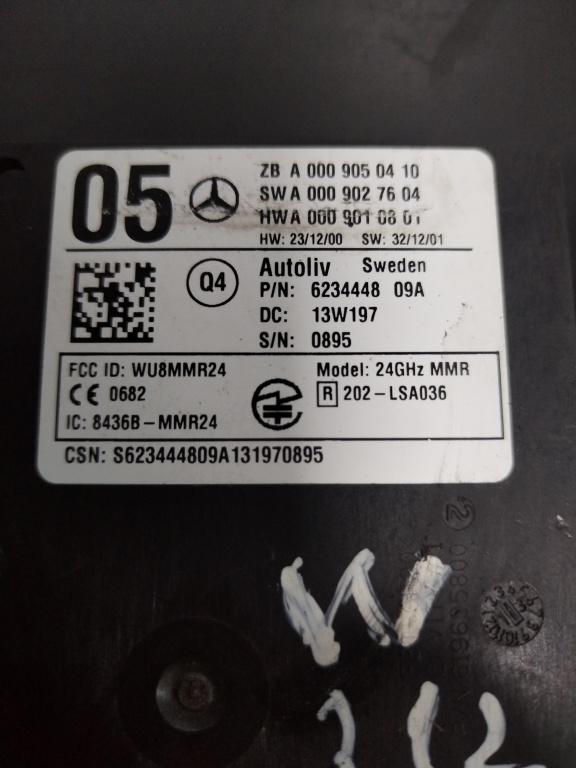 05
ZB A 000 905 04 10
SW A 000 902 76 04
HW A 000 901 08 01
HW: 23/12/00 SW: 32/12/01
Q4
Autoliv Sweden
P/N: 6234448 09A
DC: 13W197
S/N: 0895
FCC ID: WU8MMR24
Model: 24GHz MMR
CE 0682
R 202-LSA036
IC: 8436B-MMR24
CSN: S623444809A131970895
W
212